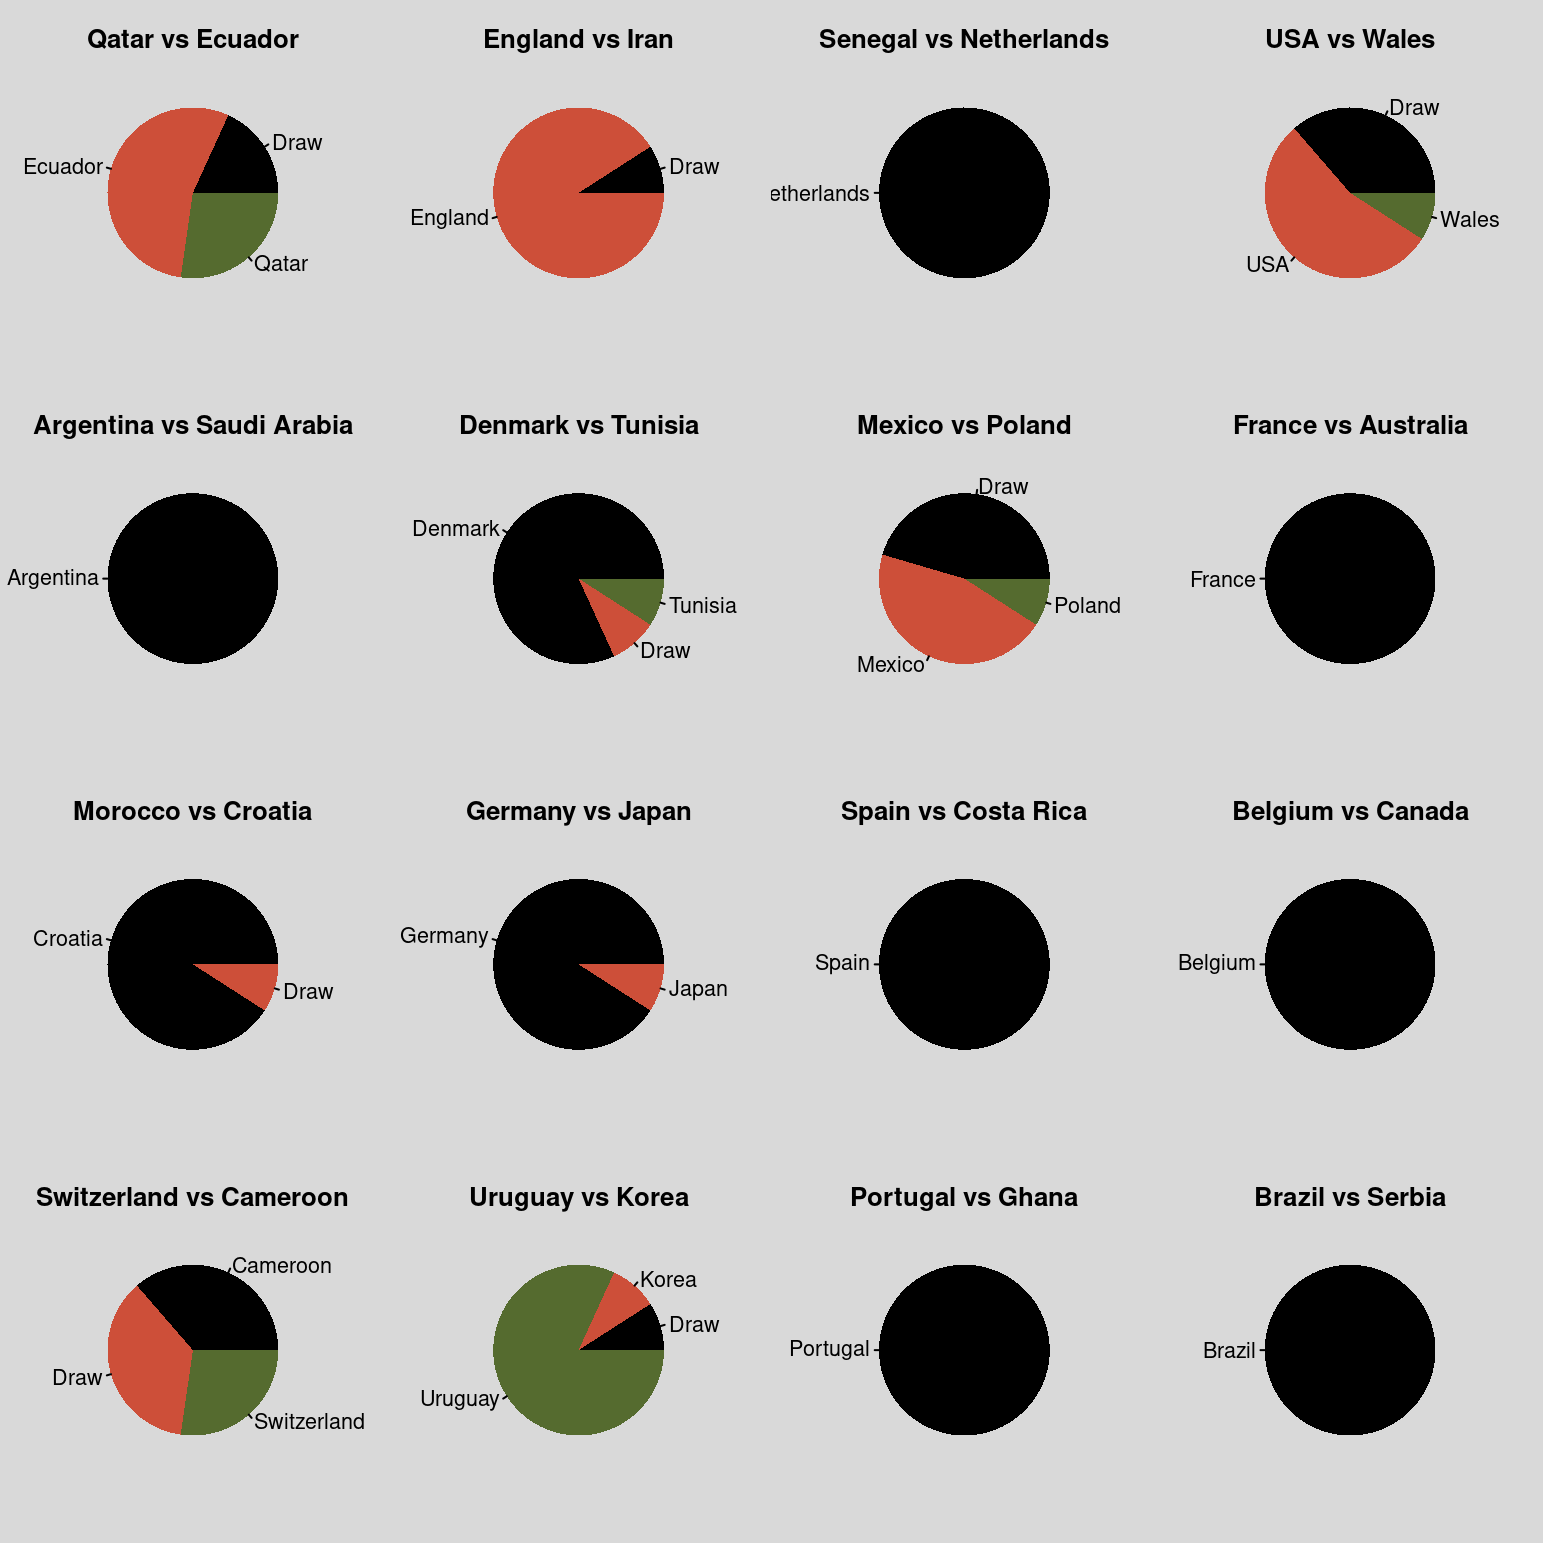 Qatar vs Ecuador
England vs Iran
Senegal vs Netherlands
USA vs Wales
Draw
Ecuador
Qatar
Draw
England
etherlands
Draw
Wales
USA
Argentina vs Saudi Arabia
Denmark vs Tunisia
Mexico vs Poland
France vs Australia
Argentina
Denmark
Tunisia
Draw
Draw
Poland
Mexico
France
Morocco vs Croatia
Germany vs Japan
Spain vs Costa Rica
Belgium vs Canada
Croatia
Draw
Germany
Japan
Spain
Belgium
Switzerland vs Cameroon
Uruguay vs Korea
Portugal vs Ghana
Brazil vs Serbia
Cameroon
Draw
Switzerland
Korea
Draw
Uruguay
Portugal
Brazil